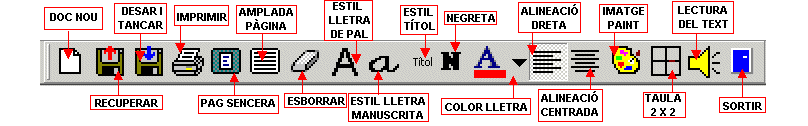 DOC NOU
DESAR I
TANCAR
IMPRIMIR
AMPLADA
PÀGINA
ESTIL
LLETRA
DE PAL
ESTIL
TÍTOL
NEGRETA
ALINEACIÓ
DRETA
IMATGE
PAINT
LECTURA
DEL TEXT
Títol
N
A
RECUPERAR
PAG SENCERA
ESBORRAR
ESTIL LLETRA
MANUSCRITA
COLOR LLETRA
ALINEACIÓ
CENTRADA
TAULA
2 X 2
SORTIR